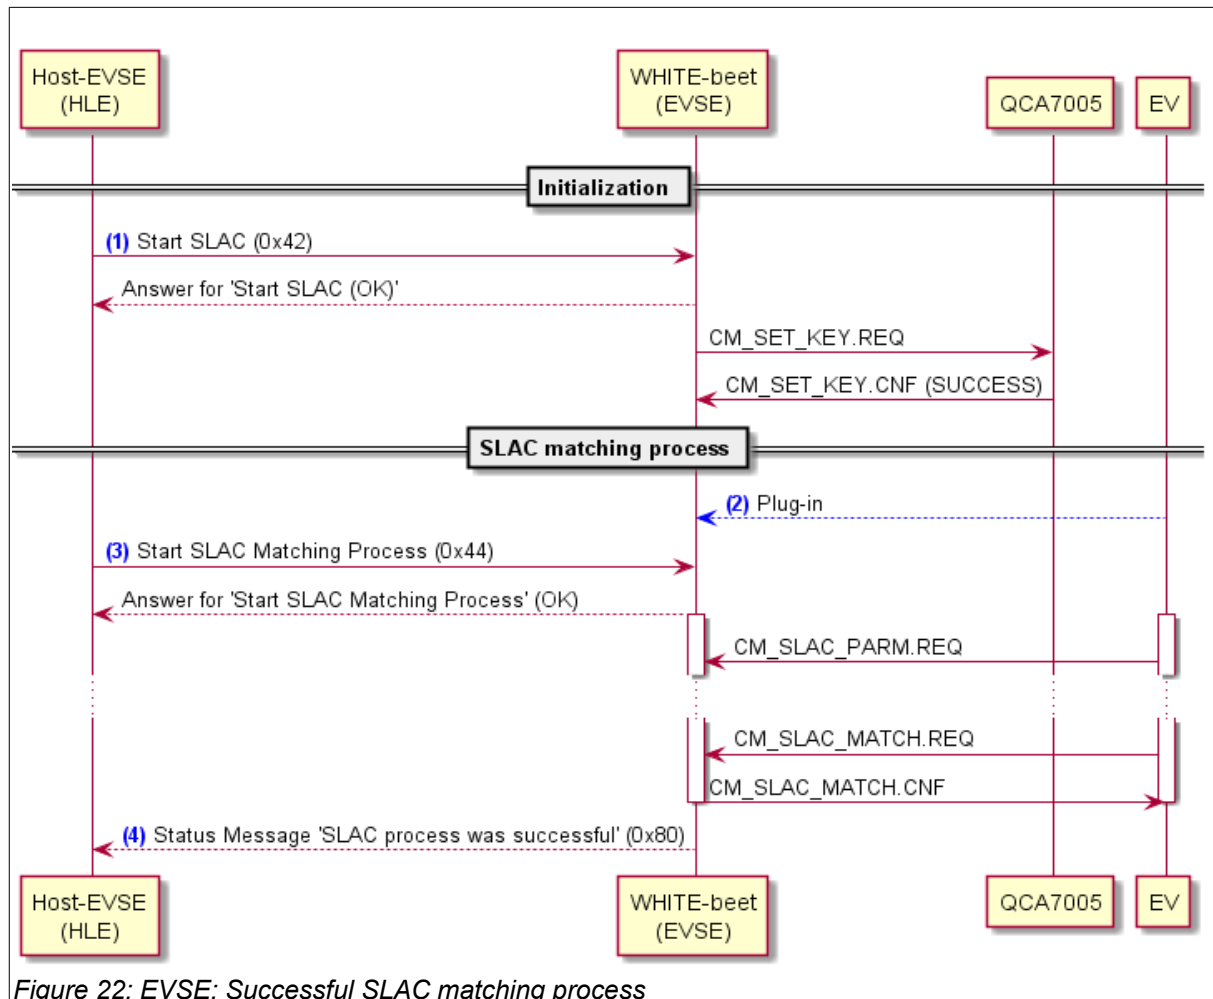 Host-EVSE
(HLE)
WHITE-beet
(EVSE)
QCA7005
EV
Initialization
(1) Start SLAC (0x42)
Answer for 'Start SLAC (OK)'
CM_SET_KEY.REQ
CM_SET_KEY.CNF (SUCCESS)
SLAC matching process
(2) Plug-in
(3) Start SLAC Matching Process (0x44)
Answer for 'Start SLAC Matching Process' (OK)
CM_SLAC_PARM.REQ
CM_SLAC_MATCH.REQ
CM_SLAC_MATCH.CNF
(4) Status Message 'SLAC process was successful' (0x80)
Host-EVSE
(HLE)
WHITE-beet
(EVSE)
QCA7005
EV
Figure 22: EVSE: Successful SLAC matching process